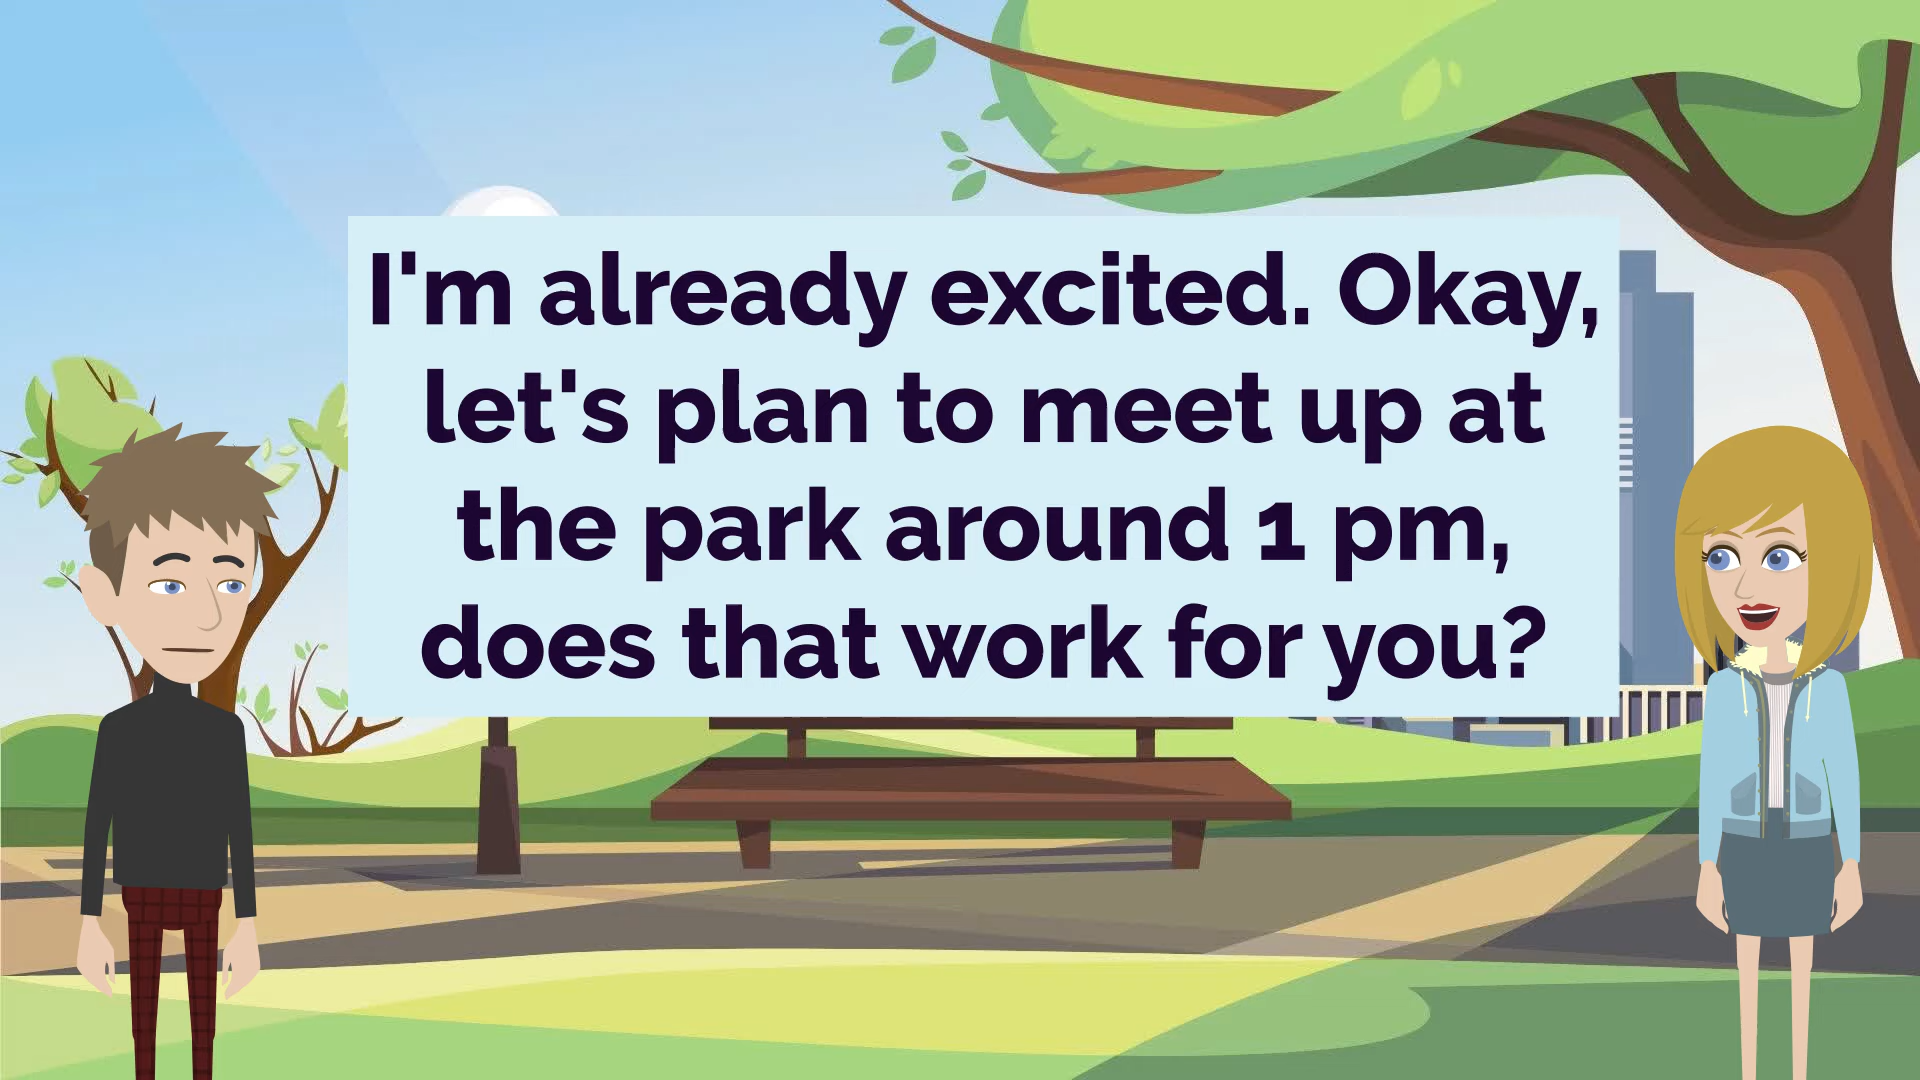 I'm already excited. Okay,
let's plan to meet up at
the park around 1 pm,
does that work for you?